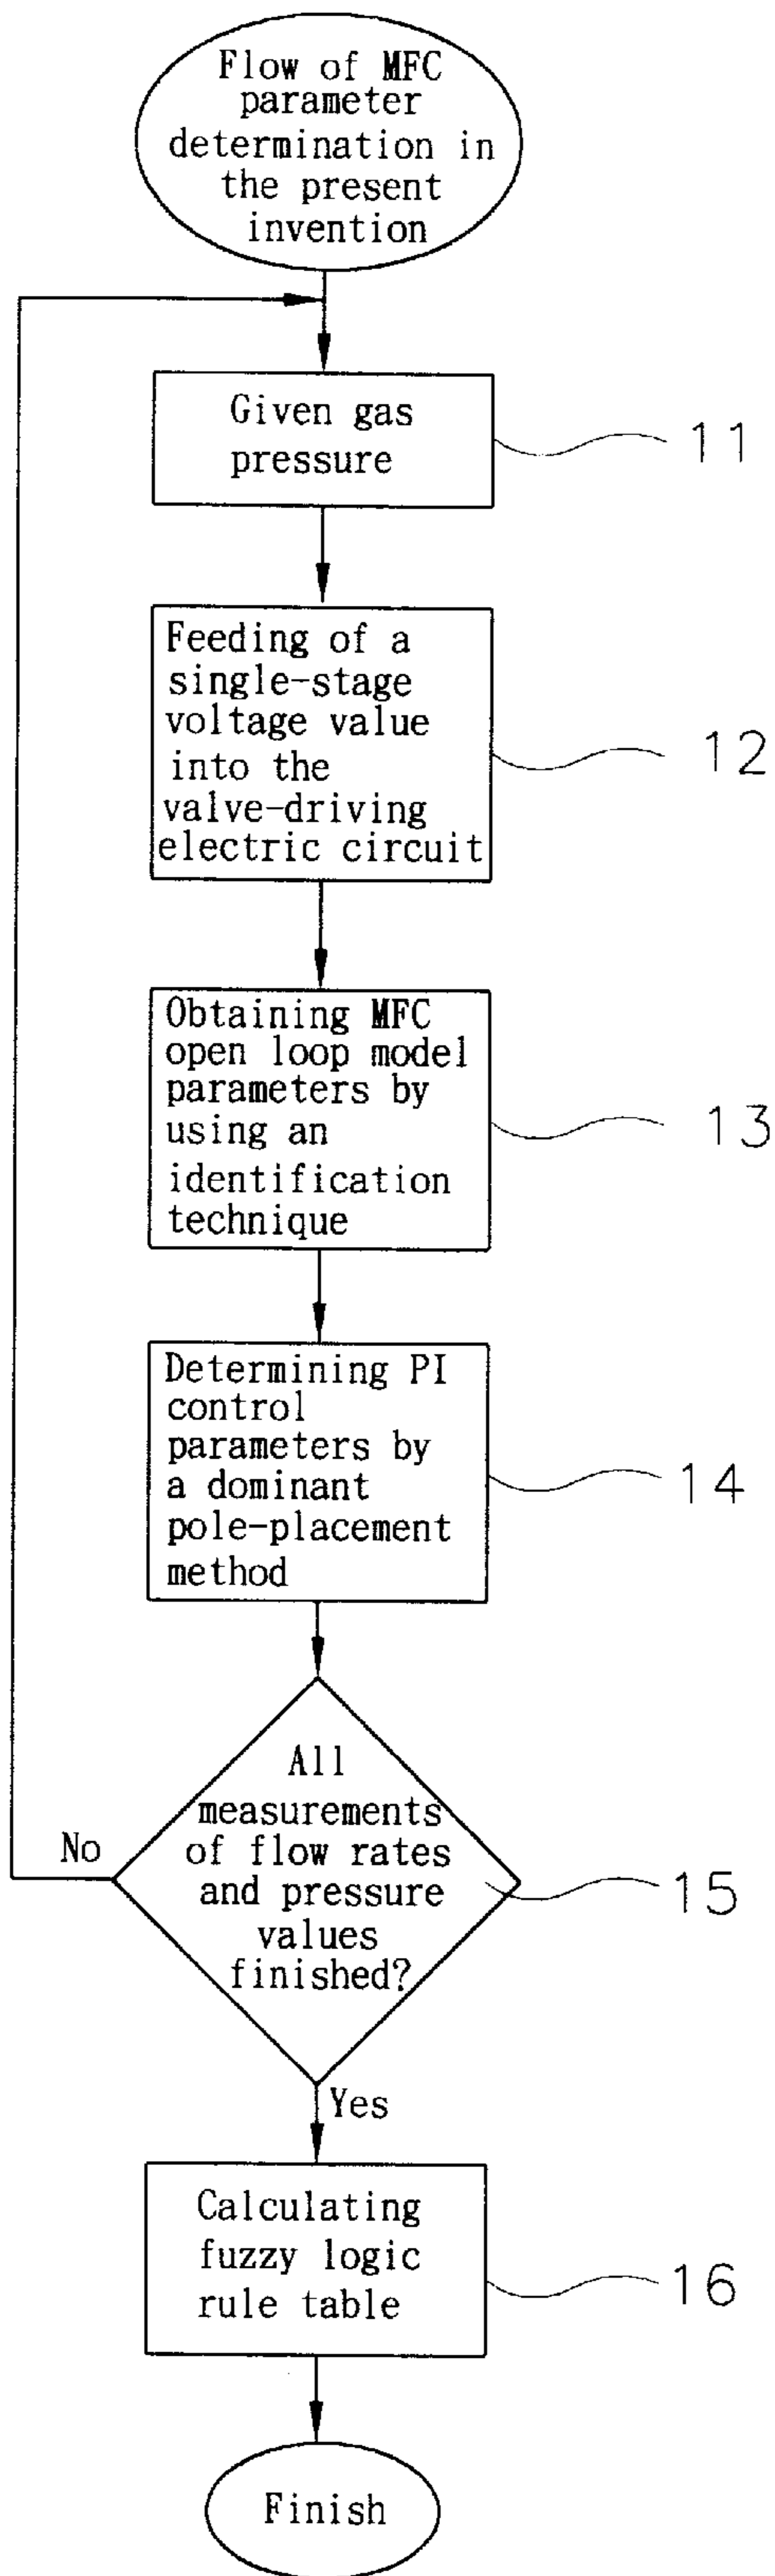 Flow of MFC
parameter
determination in
the present
invention
Given gas
pressure
11
Feeding of a
single-stage
voltage value
into the
valve-driving
electric circuit
12
Obtaining MFC
open loop model
parameters by
using an
identification
technique
13
Determining PI
control
parameters by
a dominant
pole-placement
method
14
All
measurements
of flow rates
and pressure
values
finished?
No
15
Yes
Calculating
fuzzy logic
rule table
16
Finish